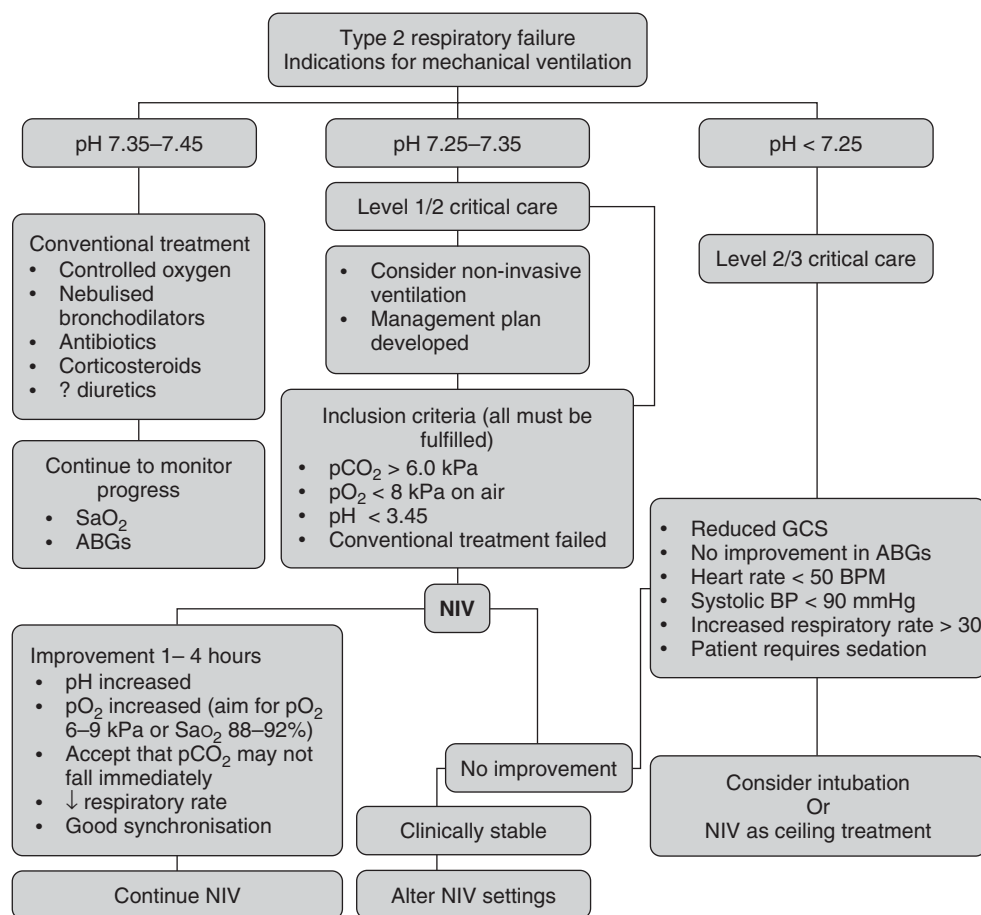 Type 2 respiratory failure
Indications for mechanical ventilation
pH 7.35–7.45
pH 7.25–7.35
pH < 7.25
Conventional treatment
• Controlled oxygen
• Nebulised
bronchodilators
• Antibiotics
• Corticosteroids
• ? diuretics
Continue to monitor
progress
• SaO₂
• ABGs
Level 1/2 critical care
• Consider non-invasive
ventilation
• Management plan
developed
Inclusion criteria (all must be
fulfilled)
• pCO₂ > 6.0 kPa
• pO₂ < 8 kPa on air
• pH < 3.45
• Conventional treatment failed
NIV
Improvement 1– 4 hours
• pH increased
• pO₂ increased (aim for pO₂
6–9 kPa or SaO₂ 88–92%)
• Accept that pCO₂ may not
fall immediately
• ↓ respiratory rate
• Good synchronisation
Continue NIV
No improvement
Clinically stable
Alter NIV settings
Level 2/3 critical care
• Reduced GCS
• No improvement in ABGs
• Heart rate < 50 BPM
• Systolic BP < 90 mmHg
• Increased respiratory rate > 30
• Patient requires sedation
Consider intubation
Or
NIV as ceiling treatment